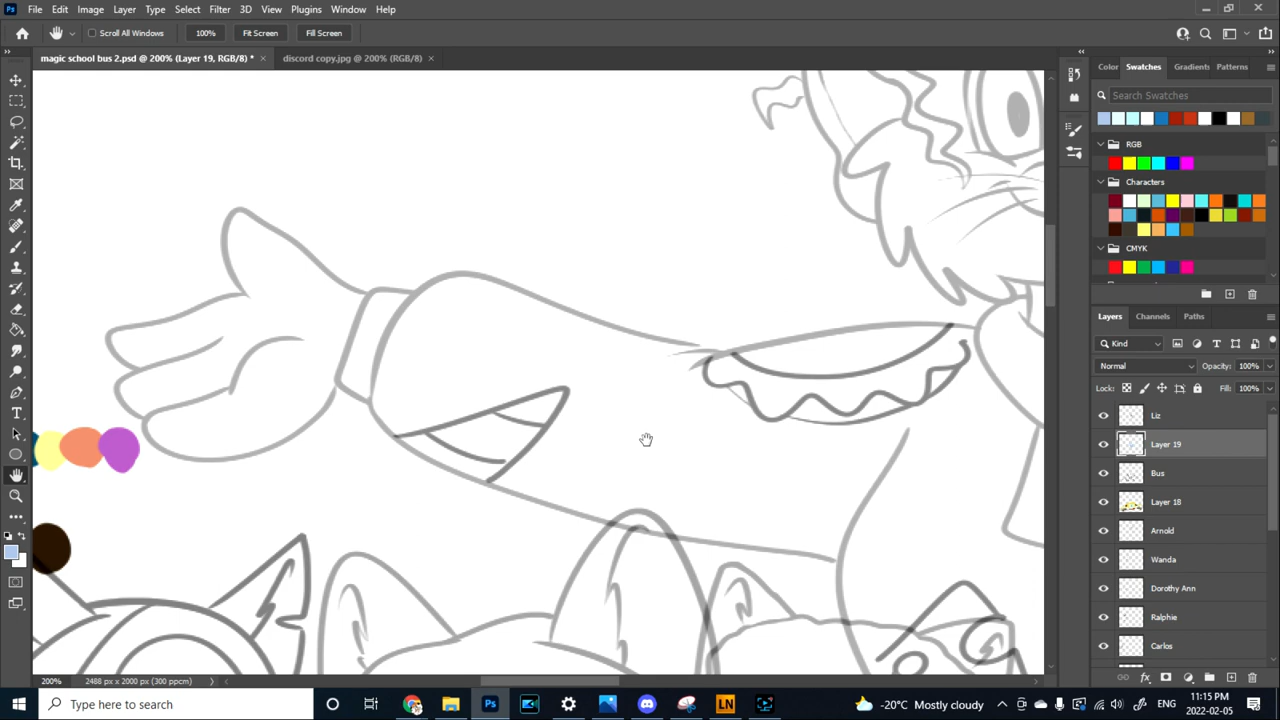 File Edit Image Layer Type Select Filter 3D View Plugins Window Help
Scroll All Windows 100% Fit Screen Fill Screen
magic school bus 2.psd @ 200% (Layer 19, RGB/8) * × discord copy.jpg @ 200% (RGB/8) ×
Color Swatches Gradients Patterns
Search Swatches
RGB
Characters
CMYK
Layers Channels Paths
Kind
Normal Opacity: 100%
Lock: Fill: 100%
Liz
Layer 19
Bus
Layer 18
Arnold
Wanda
Dorothy Ann
Ralphie
Carlos
200% 2488 px x 2000 px (300 ppcm)
Type here to search
-20°C Mostly cloudy
ENG
11:15 PM
2022-02-05